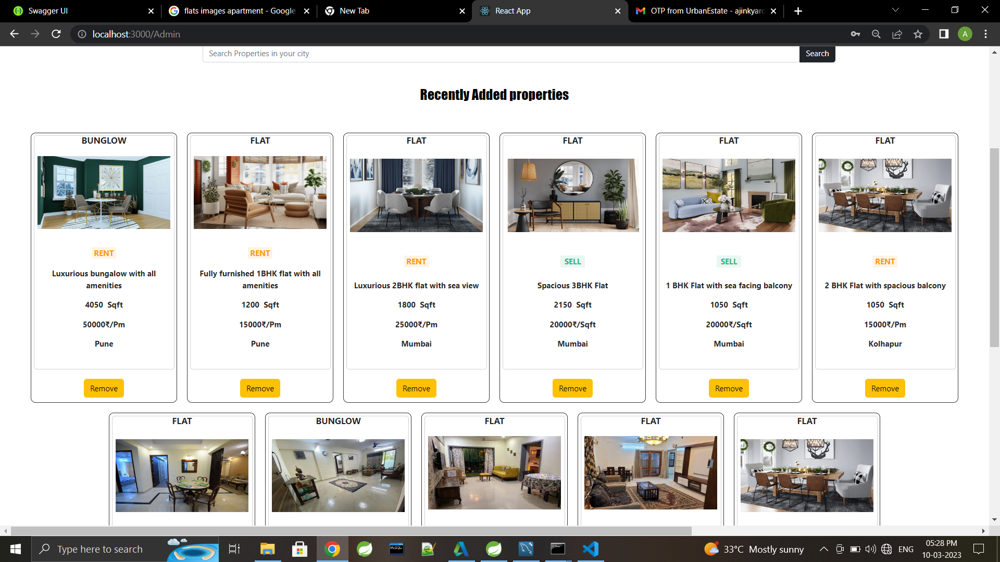 Swagger UI
flats images apartment - Google
New Tab
React App
OTP from UrbanEstate - ajinkyaro
localhost:3000/Admin
A
Search Properties in your city
Search
Recently Added properties
BUNGLOW
RENT
Luxurious bungalow with all
amenities
4050 Sqft
50000₹/Pm
Pune
Remove
FLAT
RENT
Fully furnished 1BHK flat with all
amenities
1200 Sqft
15000₹/Pm
Pune
Remove
FLAT
RENT
Luxurious 2BHK flat with sea view
1800 Sqft
25000₹/Pm
Mumbai
Remove
FLAT
SELL
Spacious 3BHK Flat
2150 Sqft
20000₹/Sqft
Mumbai
Remove
FLAT
SELL
1 BHK Flat with sea facing balcony
1050 Sqft
20000₹/Sqft
Mumbai
Remove
FLAT
RENT
2 BHK Flat with spacious balcony
1050 Sqft
15000₹/Pm
Kolhapur
Remove
FLAT
BUNGLOW
FLAT
FLAT
FLAT
Type here to search
MySQL
33°C Mostly sunny
ENG
05:28 PM
10-03-2023